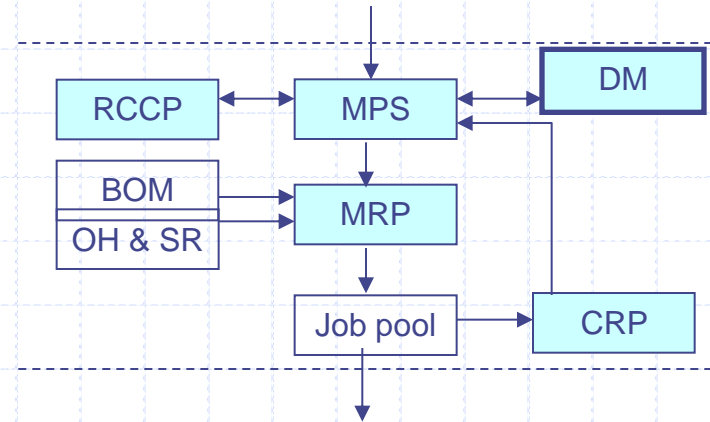 DM
RCCP
MPS
BOM
MRP
OH & SR
Job pool
CRP